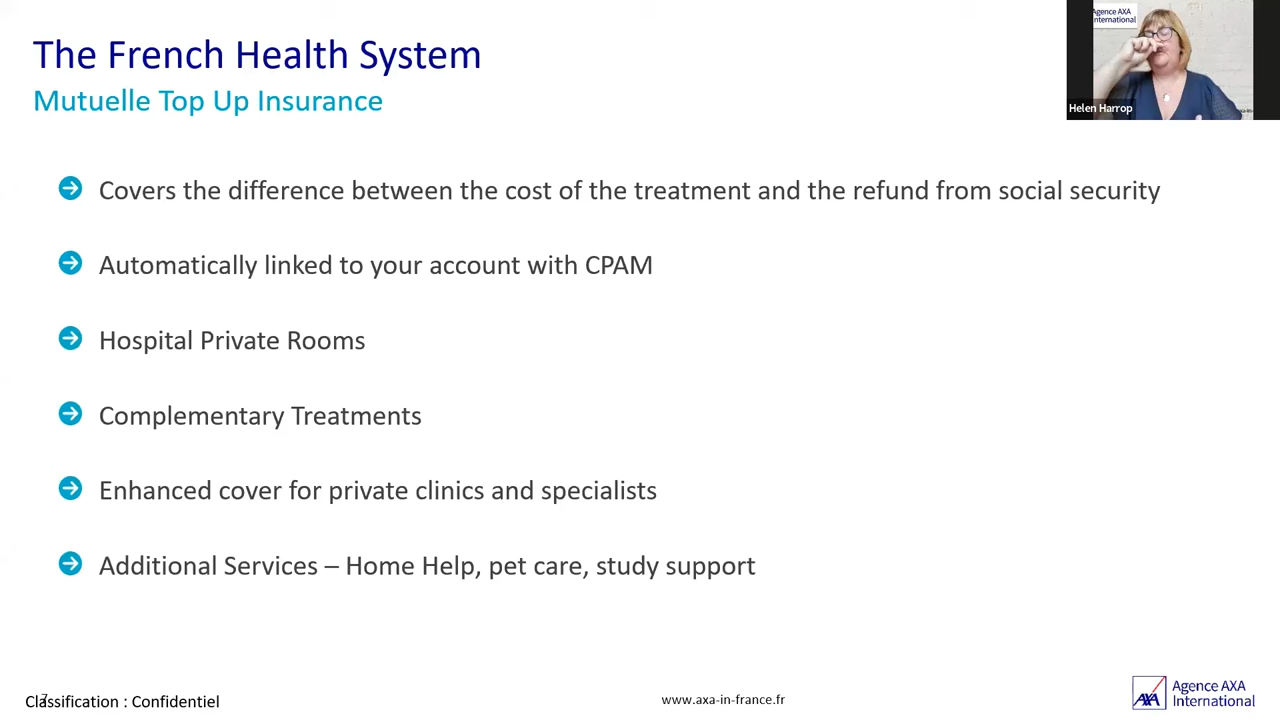 The French Health System
Mutuelle Top Up Insurance
Agence AXA
International
Helen Harrop
Covers the difference between the cost of the treatment and the refund from social security
Automatically linked to your account with CPAM
Hospital Private Rooms
Complementary Treatments
Enhanced cover for private clinics and specialists
Additional Services – Home Help, pet care, study support
7
Classification : Confidentiel
www.axa-in-france.fr
AXA
Agence AXA
International